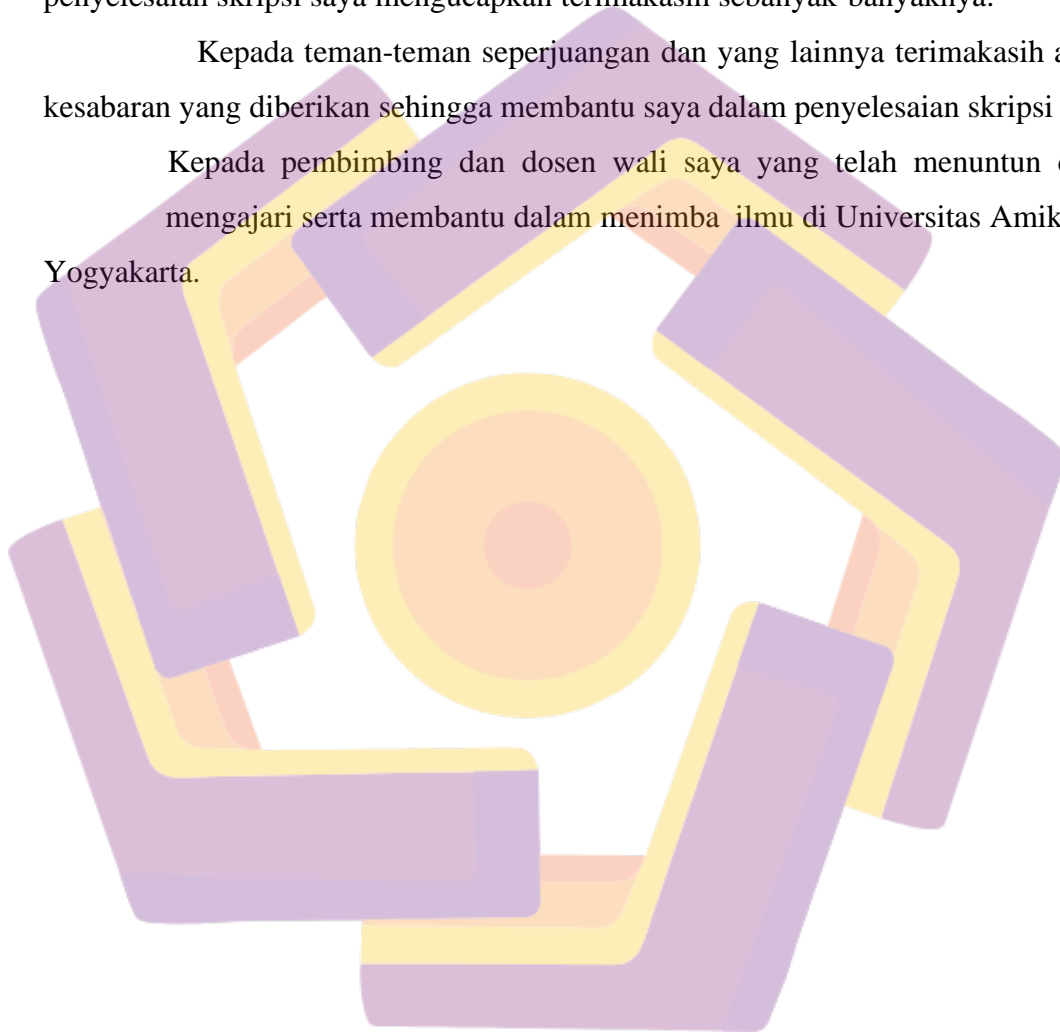 penyelesaian skripsi saya mengucapkan terimakasih sebanyak-banyaknya.
Kepada teman-teman seperjuangan dan yang lainnya terimakasih a
kesabaran yang diberikan sehingga membantu saya dalam penyelesaian skripsi
Kepada pembimbing dan dosen wali saya yang telah menuntun
mengajari serta membantu dalam menimba ilmu di Universitas Amik
Yogyakarta.